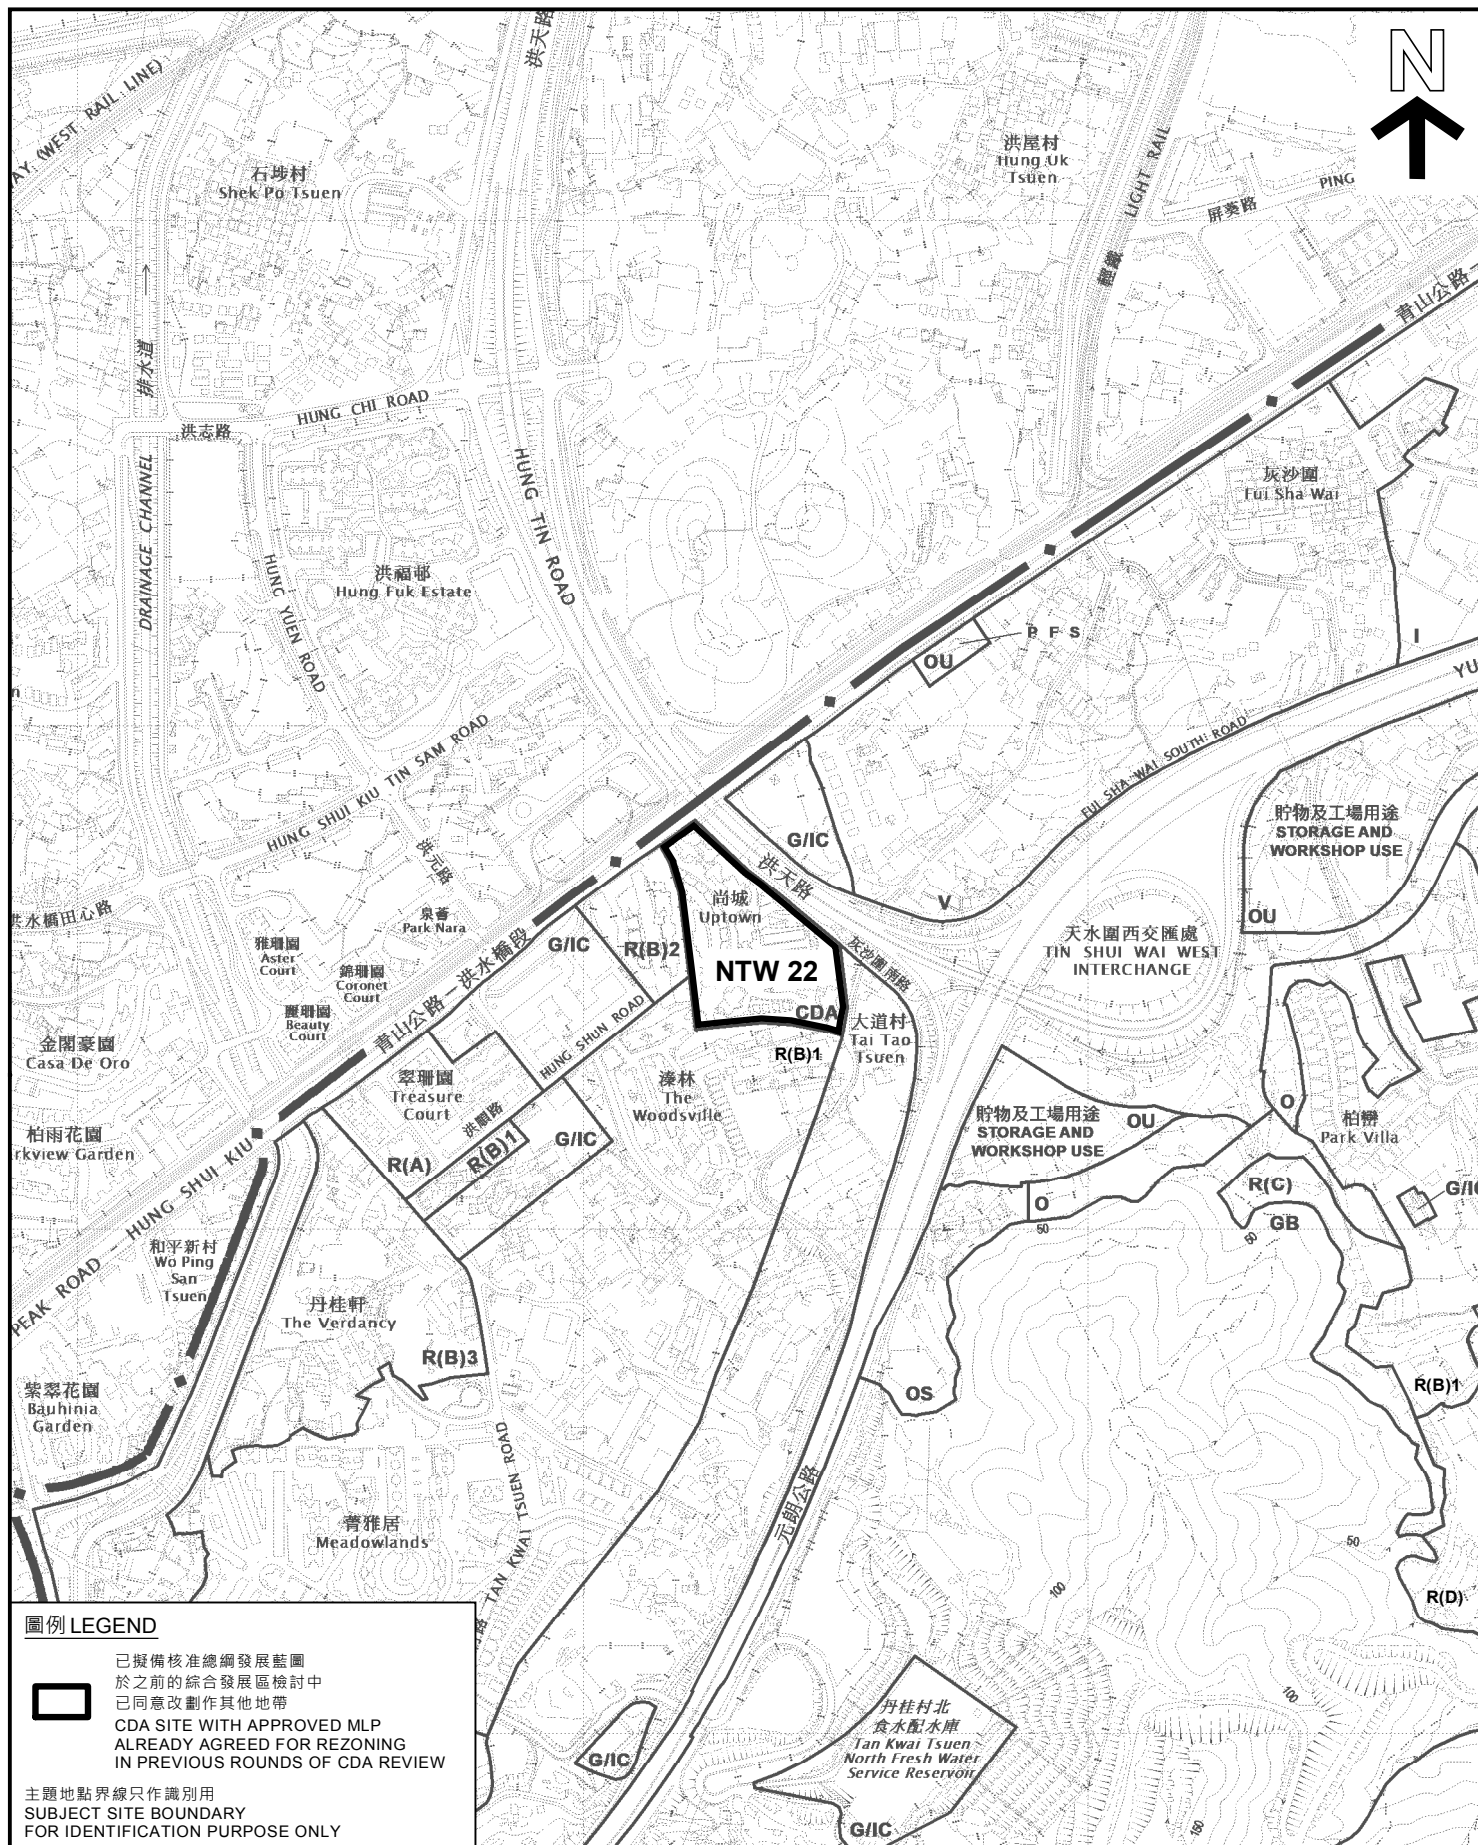 N
洪天路
AY (WEST RAIL LINE)
石埗村
Shek Po Tsuen
洪屋村
Hung Uk
Tsuen
LIGHT RAIL
輕鐵
PING
屏葵路
青山公路
排水道
HUNG CHI ROAD
洪志路
DRAINAGE CHANNEL
HUNG TIN ROAD
灰沙圍
Fui Sha Wai
HUNG YUEN ROAD
洪福邨
Hung Fuk Estate
P F S
OU
I
YU
HUNG SHUI KIU TIN SAM ROAD
FUI SHA WAI SOUTH ROAD
貯物及工場用途
STORAGE AND
WORKSHOP USE
G/IC
洪元路
洪天路
尚城
Uptown
V
OU
洪水橋田心路
泉薈
Park Nara
雅珊園
Aster
Court
錦珊園
Coronet
Court
麗珊園
Beauty
Court
青山公路 – 洪水橋段
G/IC
R(B)2
NTW 22
CDA
灰沙圍南路
天水圍西交匯處
TIN SHUI WAI WEST
INTERCHANGE
金閣豪園
Casa De Oro
HUNG SHUN ROAD
R(B)1
大道村
Tai Tao
Tsuen
翠珊園
Treasure
Court
溱林
The
Woodsville
洪順路
柏雨花園
rkview Garden
R(A)
R(B)1
G/IC
貯物及工場用途
STORAGE AND
WORKSHOP USE
OU
O
柏巒
Park Villa
R(C)
G/IC
O
GB
50
50
PEAK ROAD – HUNG SHUI KIU
和平新村
Wo Ping
San
Tsuen
丹桂軒
The Verdancy
R(B)3
紫翠花園
Bauhinia
Garden
OS
R(B)1
TAN KWAI TSUEN ROAD
元朗公路
菁雅居
Meadowlands
50
100
R(D)
100
150
丹桂村北
食水配水庫
Tan Kwai Tsuen
North Fresh Water
Service Reservoir
G/IC
G/IC
圖例 LEGEND
已擬備核准總綱發展藍圖
於之前的綜合發展區檢討中
已同意改劃作其他地帶
CDA SITE WITH APPROVED MLP
ALREADY AGREED FOR REZONING
IN PREVIOUS ROUNDS OF CDA REVIEW
主題地點界線只作識別用
SUBJECT SITE BOUNDARY
FOR IDENTIFICATION PURPOSE ONLY